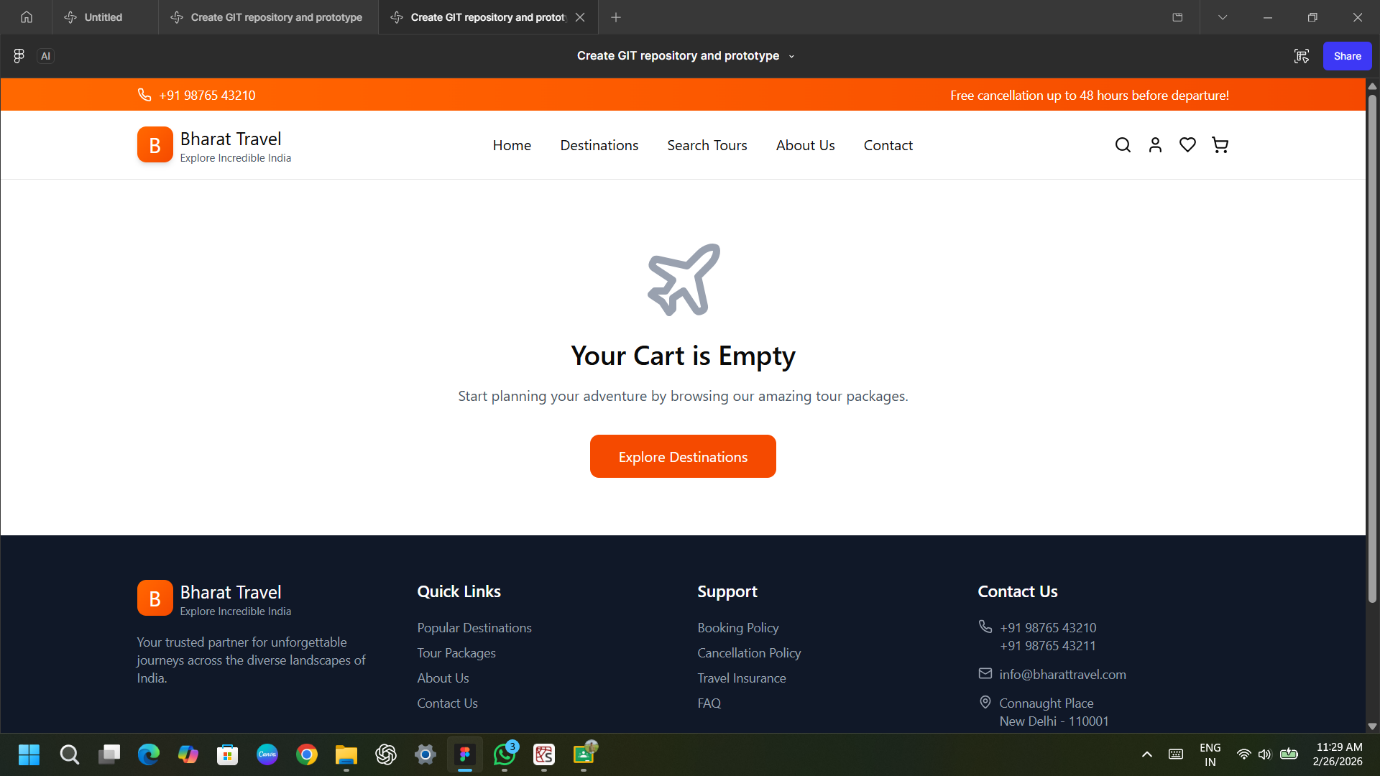 Untitled
Create GIT repository and prototype
Create GIT repository and protot
AI
Create GIT repository and prototype
Share
+91 98765 43210
Free cancellation up to 48 hours before departure!
B
Bharat Travel
Explore Incredible India
Home
Destinations
Search Tours
About Us
Contact
Your Cart is Empty
Start planning your adventure by browsing our amazing tour packages.
Explore Destinations
B
Bharat Travel
Explore Incredible India
Your trusted partner for unforgettable
journeys across the diverse landscapes of
India.
Quick Links
Popular Destinations
Tour Packages
About Us
Contact Us
Support
Booking Policy
Cancellation Policy
Travel Insurance
FAQ
Contact Us
+91 98765 43210
+91 98765 43211
info@bharattravel.com
Connaught Place
New Delhi - 110001
Canva
3
ENG
IN
11:29 AM
2/26/2026